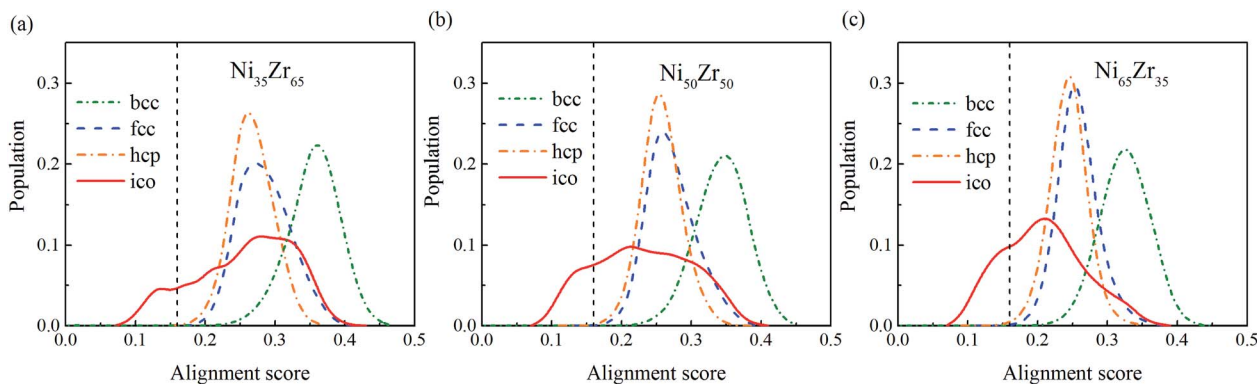 (a)
Ni35Zr65
bcc
fcc
hcp
ico
Population
0.3
0.2
0.1
0.0
0.0 0.1 0.2 0.3 0.4 0.5
Alignment score
(b)
Ni50Zr50
bcc
fcc
hcp
ico
Population
0.3
0.2
0.1
0.0
0.0 0.1 0.2 0.3 0.4 0.5
Alignment score
(c)
Ni65Zr35
bcc
fcc
hcp
ico
Population
0.3
0.2
0.1
0.0
0.0 0.1 0.2 0.3 0.4 0.5
Alignment score